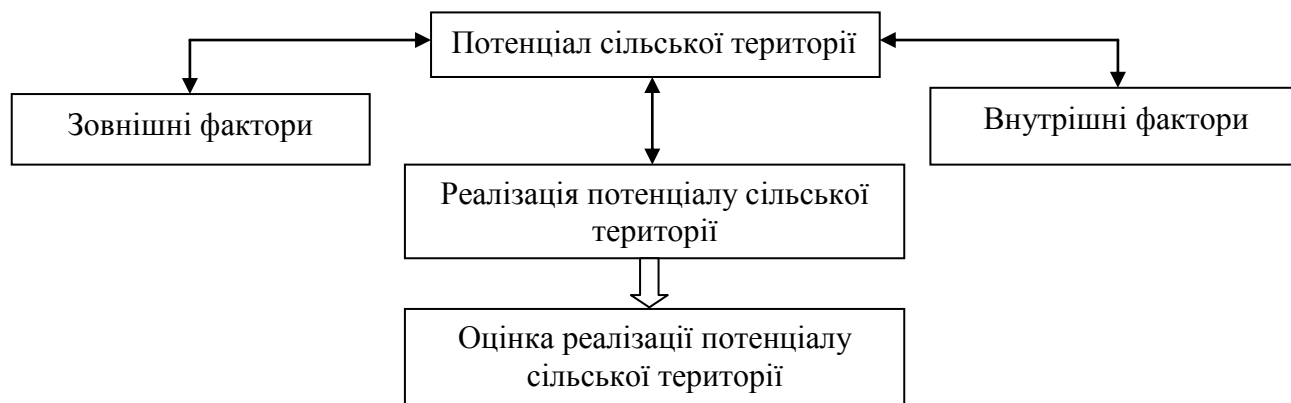 Потенціал сільської території
Зовнішні фактори
Внутрішні фактори
Реалізація потенціалу сільської
території
Оцінка реалізації потенціалу
сільської території